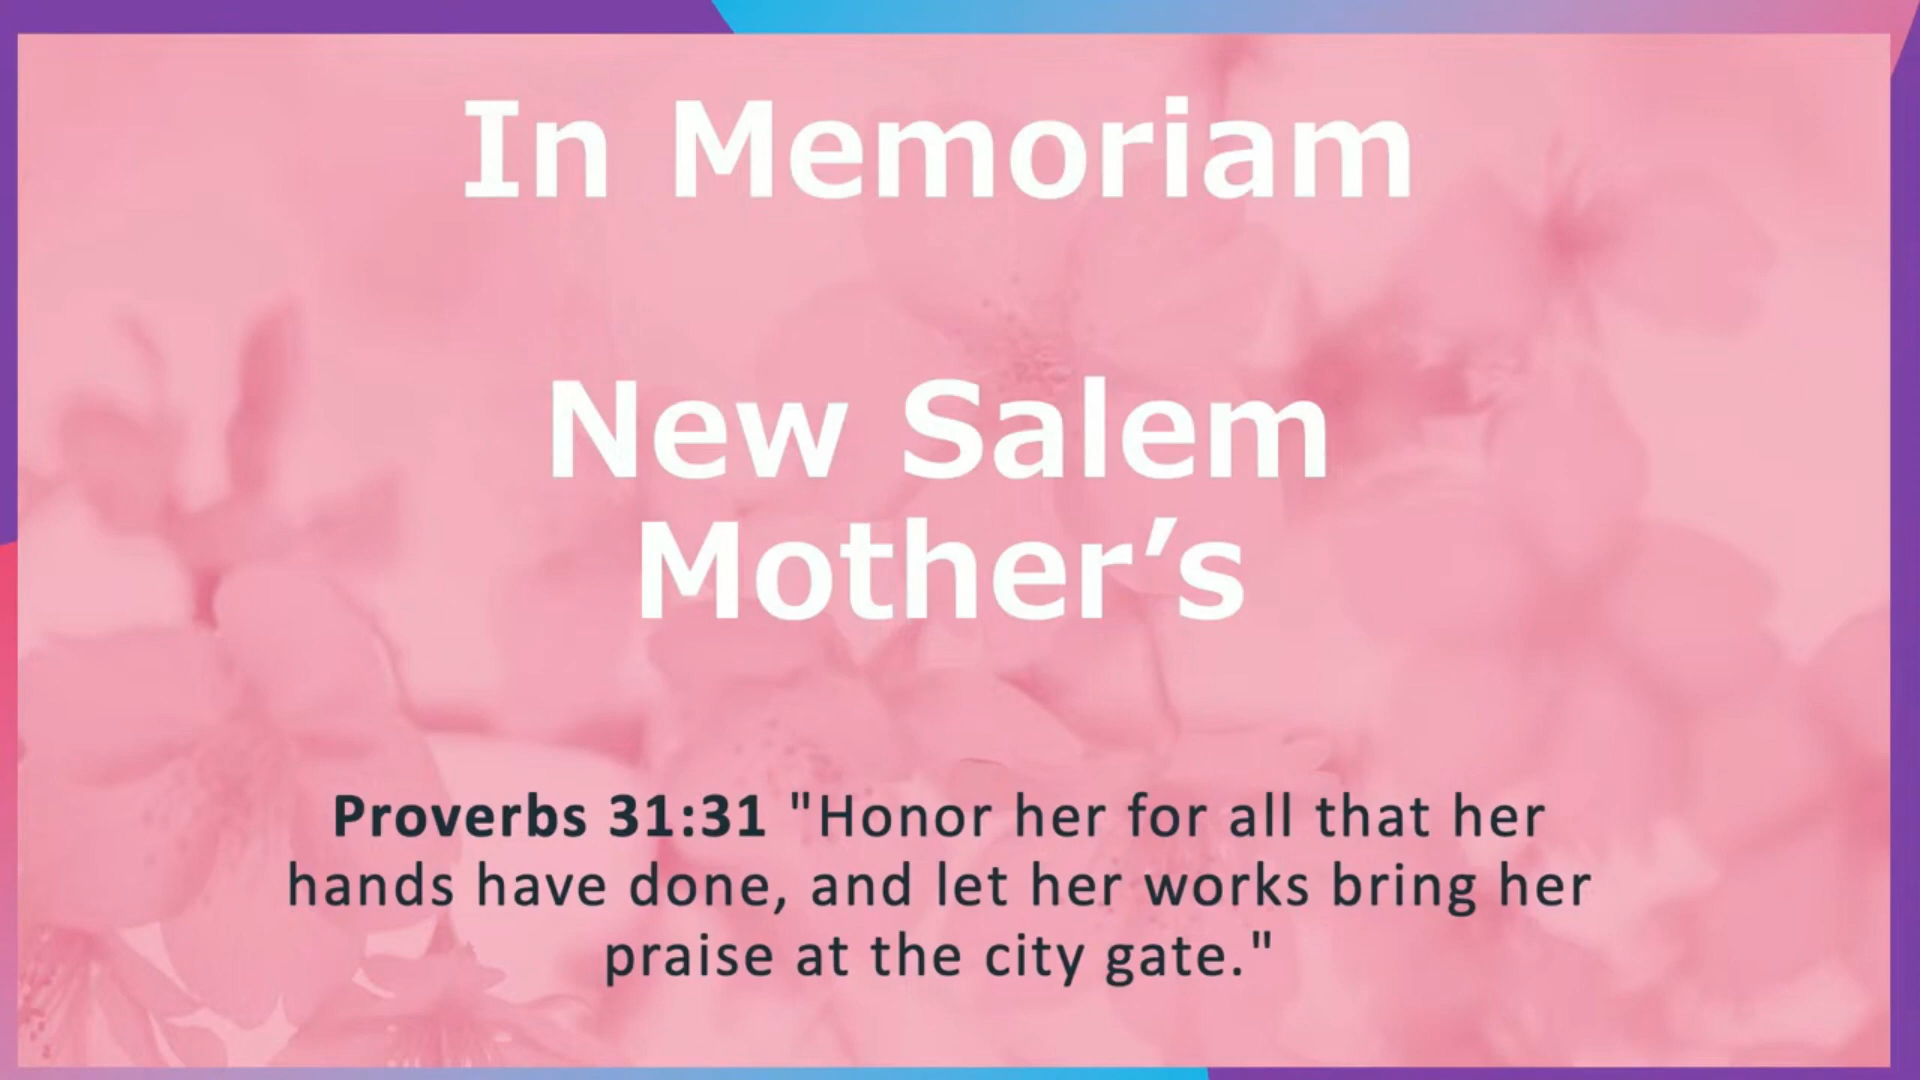 In Memoriam
New Salem
Mother’s
Proverbs 31:31 "Honor her for all that her
hands have done, and let her works bring her
praise at the city gate."